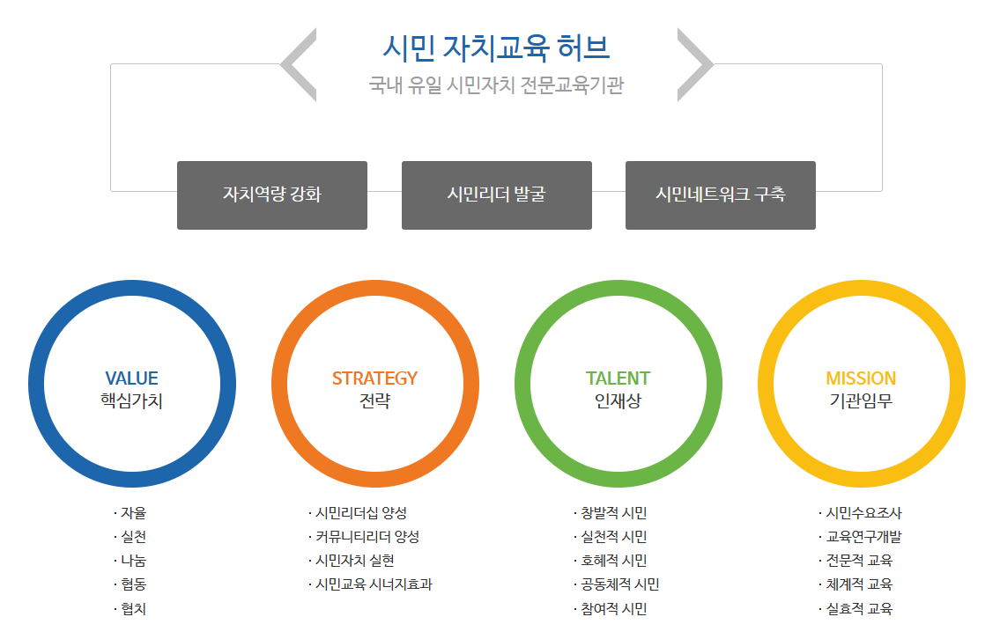 시민 자치교육 허브
국내 유일 시민자치 전문교육기관
자치역량 강화
시민리더 발굴
시민네트워크 구축
VALUE
핵심가치
· 자율
· 실천
· 나눔
· 협동
· 협치
STRATEGY
전략
· 시민리더십 양성
· 커뮤니티리더 양성
· 시민자치 실현
· 시민교육 시너지효과
TALENT
인재상
· 창발적 시민
· 실천적 시민
· 호혜적 시민
· 공동체적 시민
· 참여적 시민
MISSION
기관임무
· 시민수요조사
· 교육연구개발
· 전문적 교육
· 체계적 교육
· 실효적 교육